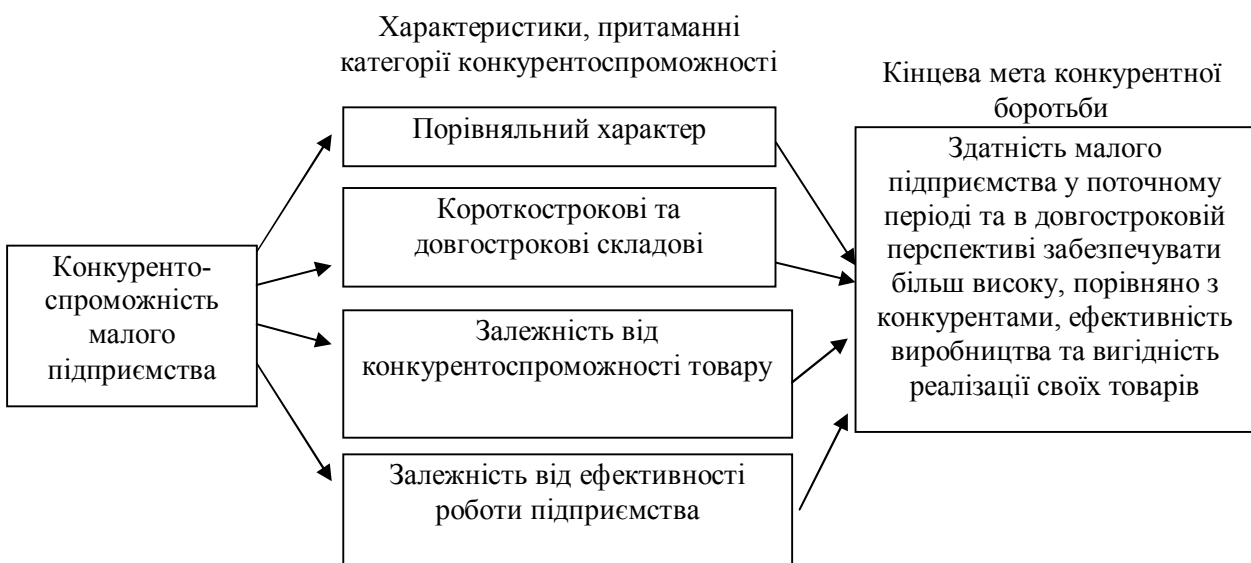 Характеристики, притаманні
категорії конкурентоспроможності
Кінцева мета конкурентної
боротьби
Конкуренто-
спроможність
малого
підприємства
Порівняльний характер
Короткострокові та
довгострокові складові
Залежність від
конкурентоспроможності товару
Залежність від ефективності
роботи підприємства
Здатність малого
підприємства у поточному
періоді та в довгостроковій
перспективі забезпечувати
більш високу, порівняно з
конкурентами, ефективність
виробництва та вигідність
реалізації своїх товарів